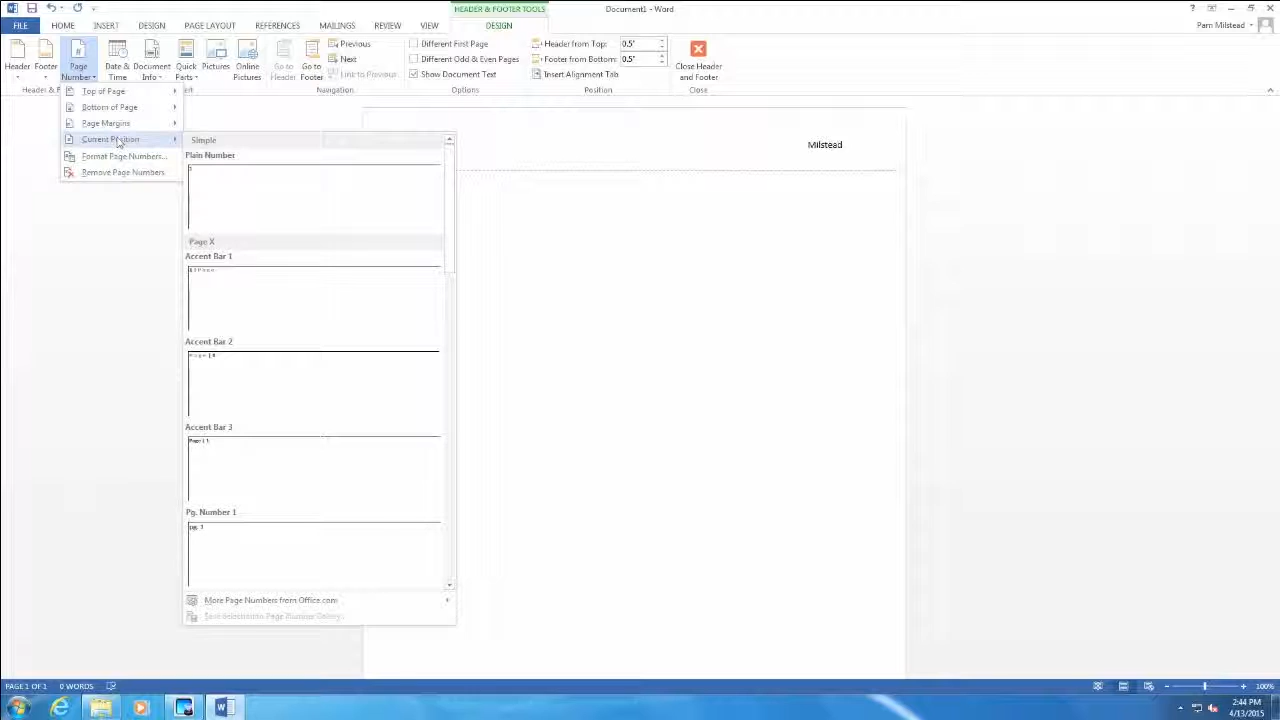 HEADER & FOOTER TOOLS
Document1 - Word
FILE HOME INSERT DESIGN PAGE LAYOUT REFERENCES MAILINGS REVIEW VIEW DESIGN
Pam Milstead
Header Footer Page Number Date & Time Document Info Quick Parts Pictures Online Pictures Go to Header Go to Footer
Previous
Next
Link to Previous
Different First Page
Different Odd & Even Pages
Show Document Text
Header from Top: 0.5"
Footer from Bottom: 0.5"
Insert Alignment Tab
Close Header and Footer
Navigation Options Position Close
Top of Page
Bottom of Page
Page Margins
Current Position
Format Page Numbers...
Remove Page Numbers
Simple
Plain Number
1
Page X
Accent Bar 1
Accent Bar 2
Accent Bar 3
Page | 1
Pg. Number 1
pg. 1
More Page Numbers from Office.com
Milstead
PAGE 1 OF 1 0 WORDS
100%
2:44 PM
4/13/2015